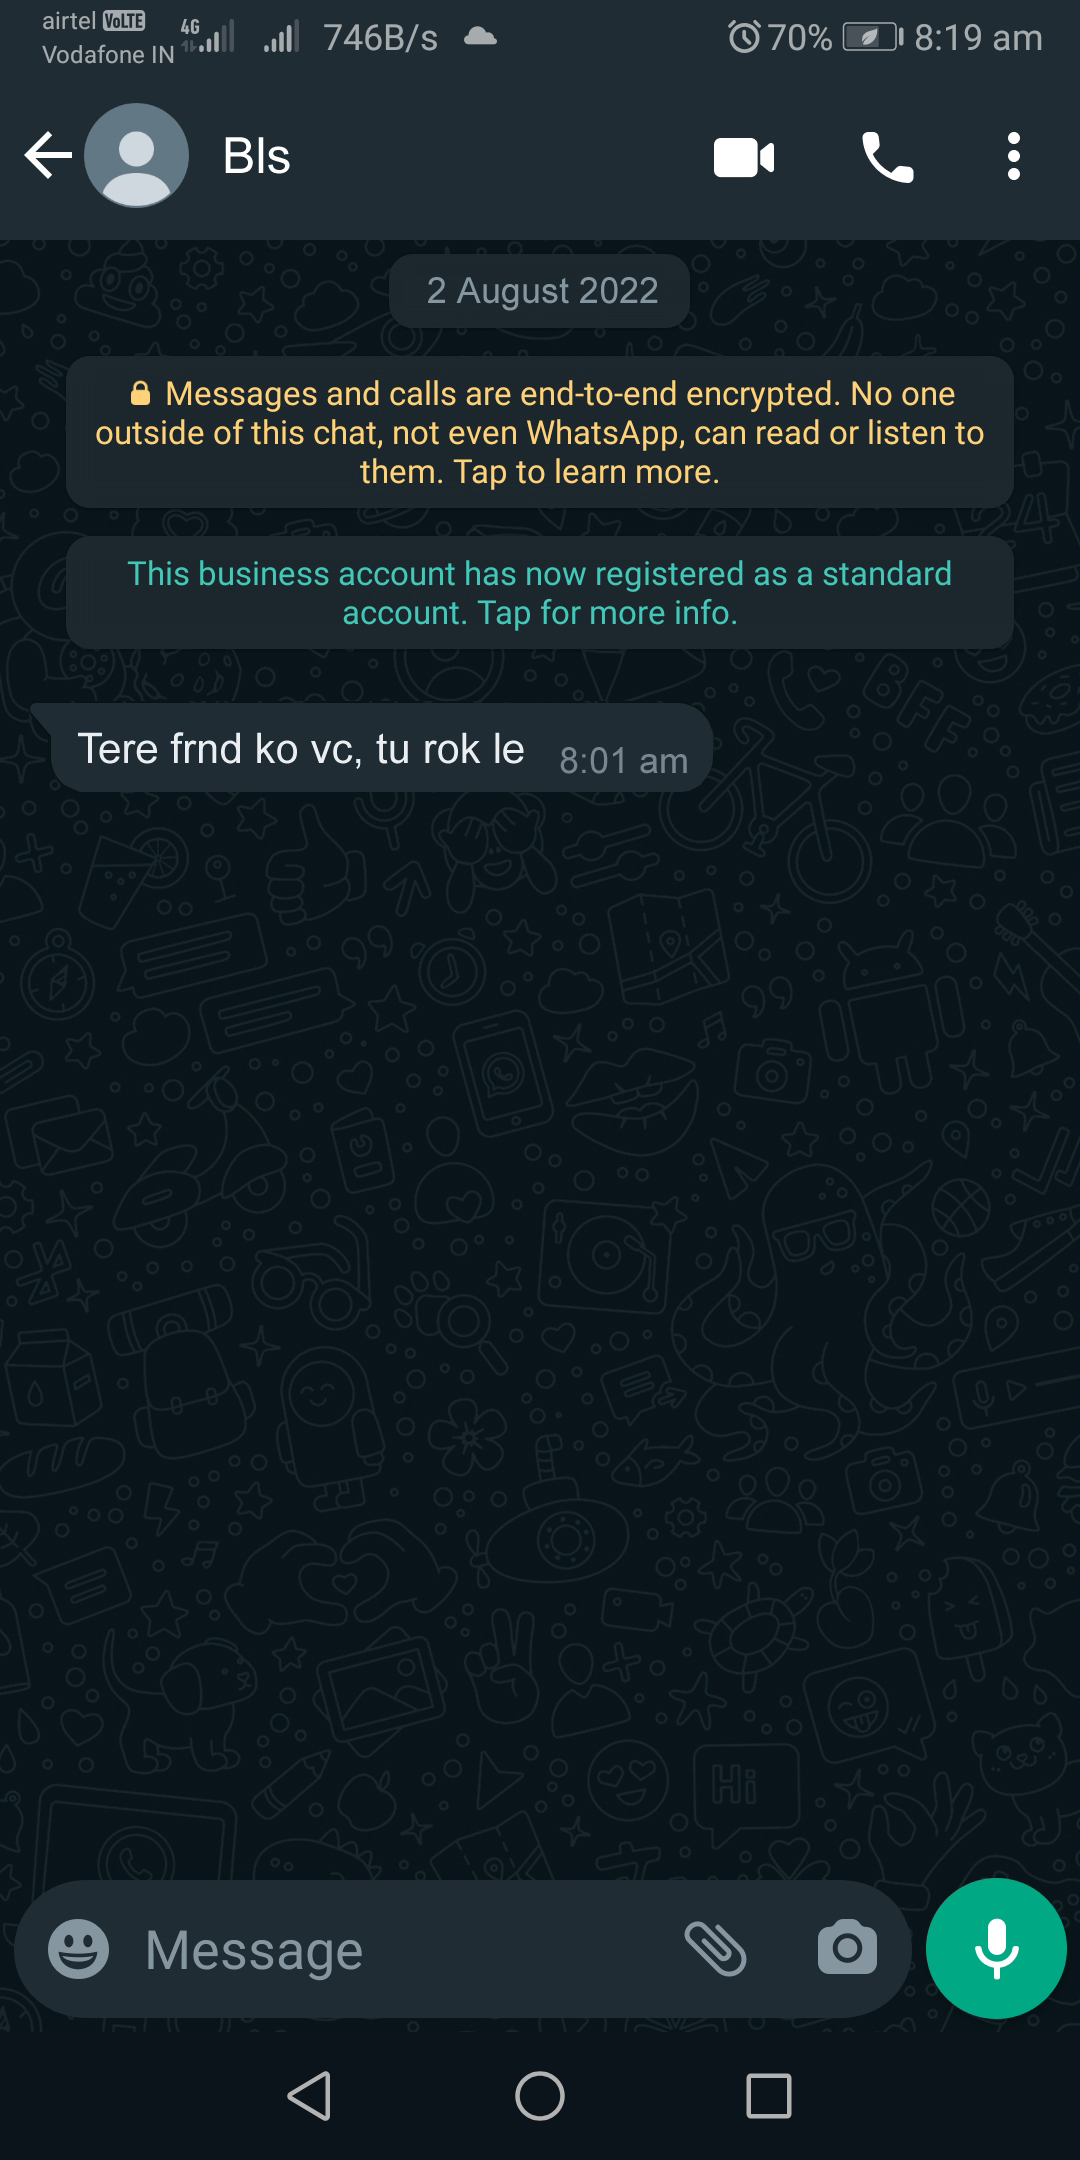 airtel VoLTE 4G 746B/s 70% 8:19 am
Vodafone IN
Bls
2 August 2022
Messages and calls are end-to-end encrypted. No one
outside of this chat, not even WhatsApp, can read or listen to
them. Tap to learn more.
This business account has now registered as a standard
account. Tap for more info.
Tere frnd ko vc, tu rok le 8:01 am
BFF
Hi
Message